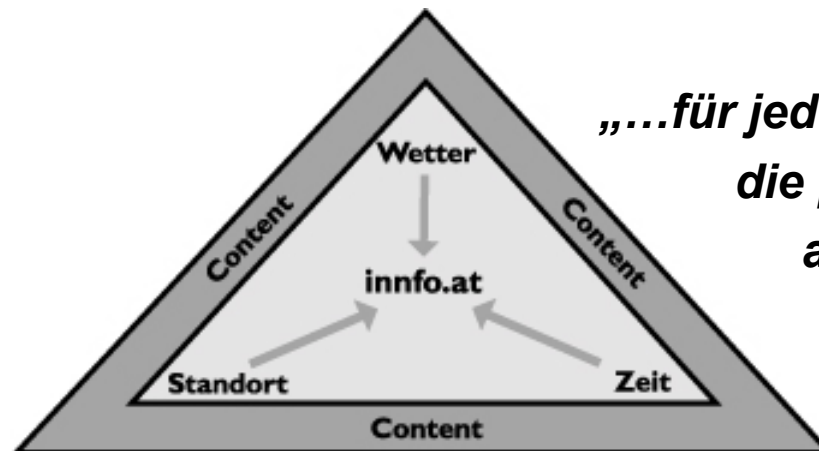 „…für jed
Wetter
die
Content
Content
a
innfo.at
Standort
Zeit
Content